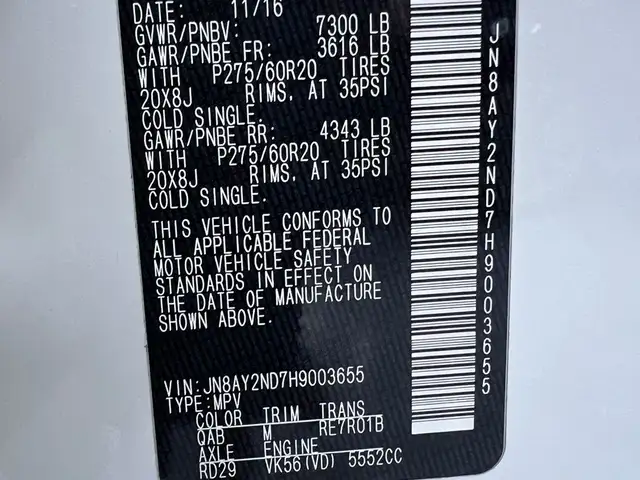 DATE: 11/16
GVWR/PNBV: 7300 LB
GAWR/PNBE FR: 3616 LB
WITH P275/60R20 TIRES
20X8J RIMS, AT 35PSI
COLD SINGLE.
GAWR/PNBE RR: 4343 LB
WITH P275/60R20 TIRES
20X8J RIMS, AT 35PSI
COLD SINGLE.
THIS VEHICLE CONFORMS TO
ALL APPLICABLE FEDERAL
MOTOR VEHICLE SAFETY
STANDARDS IN EFFECT ON
THE DATE OF MANUFACTURE
SHOWN ABOVE.
VIN:JN8AY2ND7H9003655
TYPE:MPV
COLOR TRIM TRANS
QAB M RE7R01B
AXLE ENGINE
RD29 VK56(VD) 5552CC
JN8AY2ND7H9003655